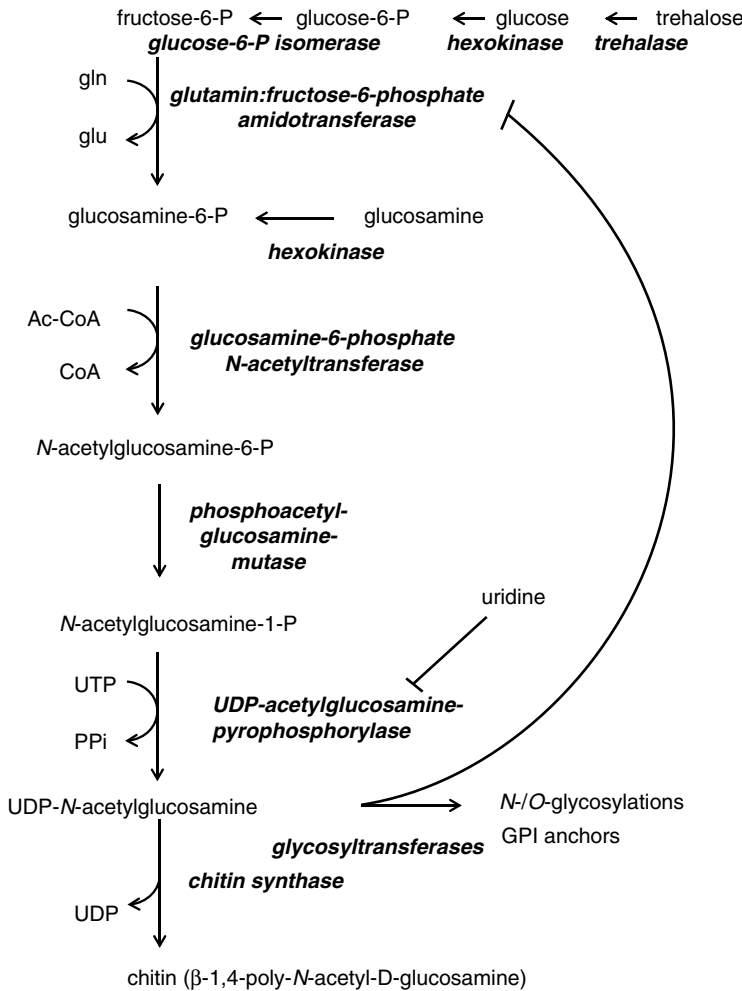 fructose-6-P glucose-6-P glucose trehalose
glucose-6-P isomerase hexokinase trehalase
gln
glutamin:fructose-6-phosphate
amidotransferase
glu
glucosamine-6-P glucosamine
hexokinase
Ac-CoA
glucosamine-6-phosphate
N-acetyltransferase
CoA
N-acetylglucosamine-6-P
phosphoacetyl-
glucosamine-
mutase
uridine
N-acetylglucosamine-1-P
UTP
UDP-acetylglucosamine-
pyrophosphorylase
PPi
UDP-N-acetylglucosamine
N-/O-glycosylations
GPI anchors
glycosyltransferases
chitin synthase
UDP
chitin (β-1,4-poly-N-acetyl-D-glucosamine)